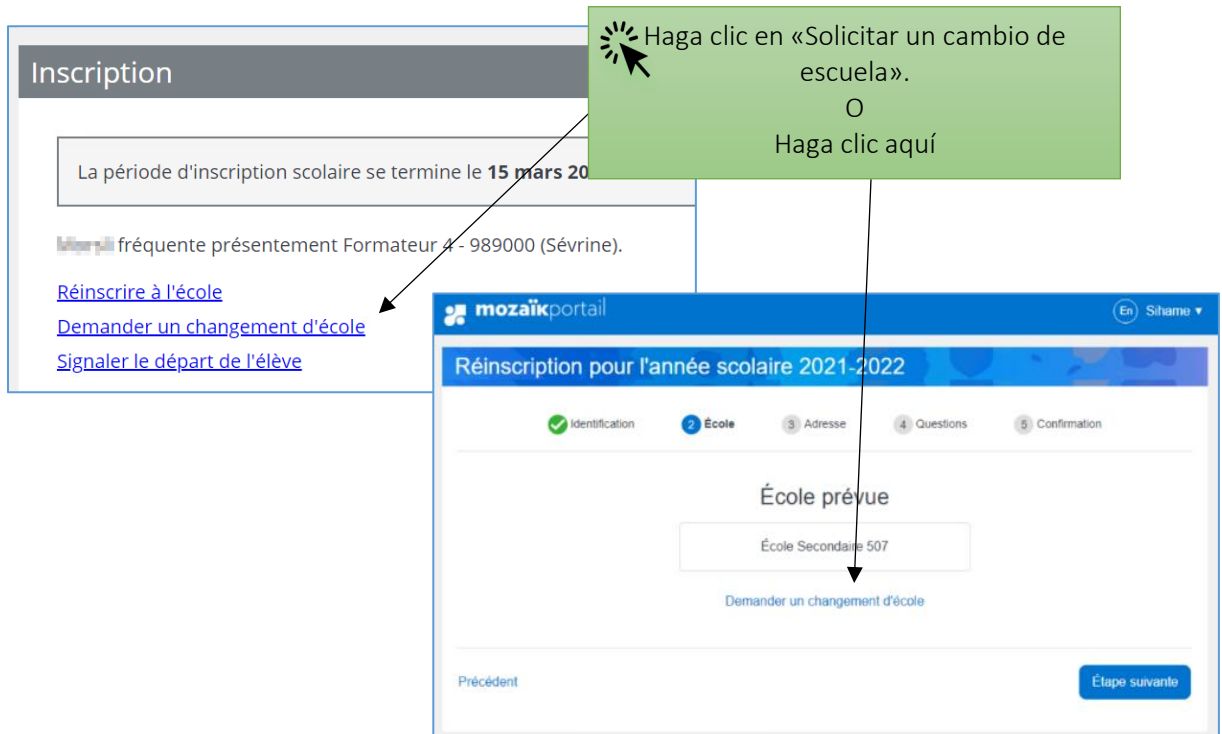 Haga clic en «Solicitar un cambio de
escuela».
O
Haga clic aquí
Inscription
La période d'inscription scolaire se termine le 15 mars 20
fréquente présentement Formateur 4 - 989000 (Sévrine).
Réinscrire à l'école
Demander un changement d'école
Signaler le départ de l'élève
mozaïkportail
En Sihame
Réinscription pour l'année scolaire 2021-2022
Identification 2 École 3 Adresse 4 Questions 5 Confirmation
École prévue
École Secondaire 507
Demander un changement d'école
Précédent Étape suivante